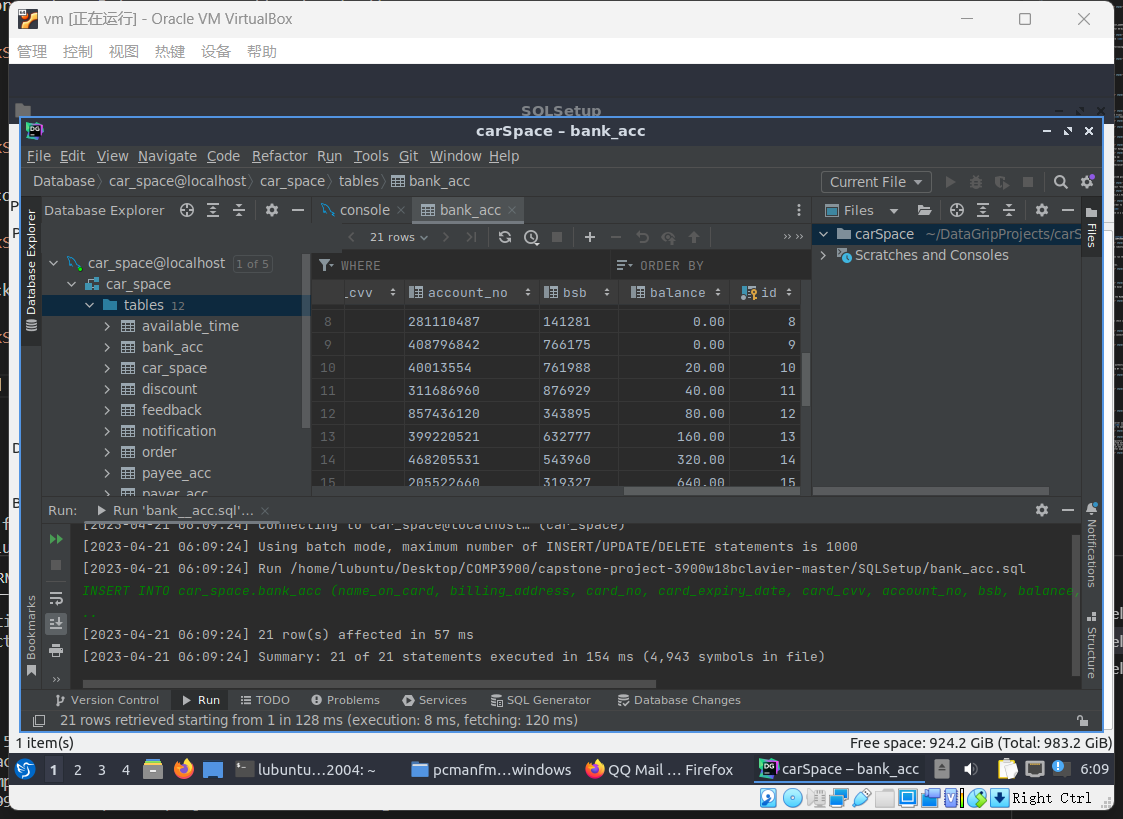 vm [正在运行] - Oracle VM VirtualBox
管理 控制 视图 热键 设备 帮助
SQLSetup
carSpace – bank_acc
File Edit View Navigate Code Refactor Run Tools Git Window Help
Database car_space@localhost car_space tables bank_acc Current File
Database Explorer console bank_acc Files
21 rows
carSpace ~/DataGripProjects/carS
Scratches and Consoles
Database Explorer
Files
car_space@localhost 1 of 5
car_space
tables 12
available_time
bank_acc
car_space
discount
feedback
notification
order
payee_acc
payer_acc
WHERE ORDER BY
_cvv account_no bsb balance id
8 281110487 141281 0.00 8
9 408796842 766175 0.00 9
10 40013554 761988 20.00 10
11 311686960 876929 40.00 11
12 857436120 343895 80.00 12
13 399220521 632777 160.00 13
14 468205531 543960 320.00 14
15 205522660 319327 640.00 15
Run: Run 'bank__acc.sql'...
[2023-04-21 06:09:24] Connecting to car_space@localhost… (car_space)
[2023-04-21 06:09:24] Using batch mode, maximum number of INSERT/UPDATE/DELETE statements is 1000
[2023-04-21 06:09:24] Run /home/lubuntu/Desktop/COMP3900/capstone-project-3900w18bclavier-master/SQLSetup/bank_acc.sql
INSERT INTO car_space.bank_acc (name_on_card, billing_address, card_no, card_expiry_date, card_cvv, account_no, bsb, balance,
..
[2023-04-21 06:09:24] 21 row(s) affected in 57 ms
[2023-04-21 06:09:24] Summary: 21 of 21 statements executed in 154 ms (4,943 symbols in file)
Bookmarks
Notifications
Structure
Version Control Run TODO Problems Services SQL Generator Database Changes
21 rows retrieved starting from 1 in 128 ms (execution: 8 ms, fetching: 120 ms)
1 item(s) Free space: 924.2 GiB (Total: 983.2 GiB)
1 2 3 4 lubuntu…2004: ~ pcmanfm…windows QQ Mail … Firefox carSpace – bank_acc 6:09
Right Ctrl